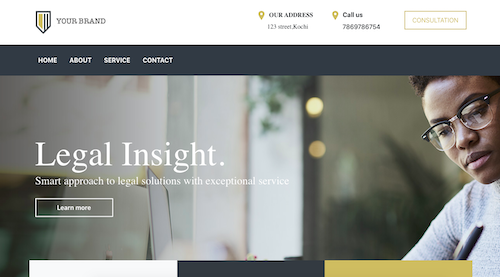 YOUR BRAND
OUR ADDRESS
123 street,Kochi
Call us
7869786754
CONSULTATION
HOME ABOUT SERVICE CONTACT
Legal Insight.
Smart approach to legal solutions with exceptional service
Learn more